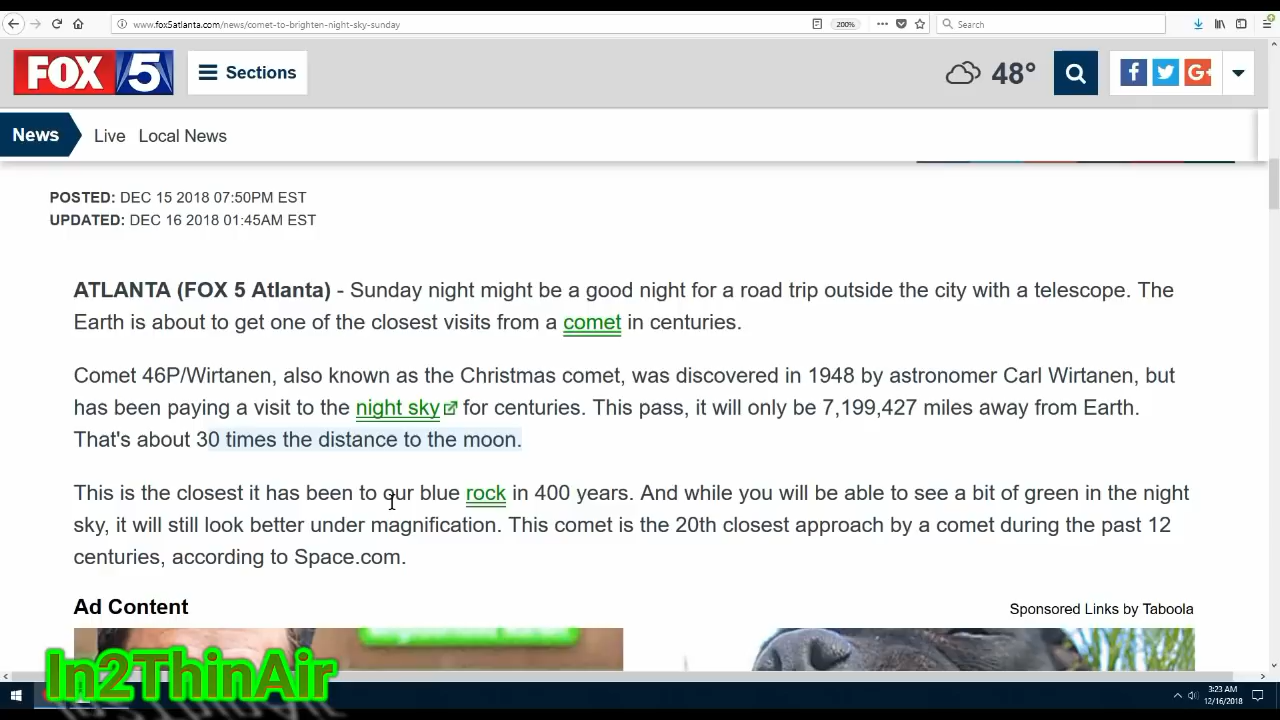 www.fox5atlanta.com/news/comet-to-brighten-night-sky-sunday
200%
Search
FOX 5
Sections
48°
News
Live
Local News
POSTED: DEC 15 2018 07:50PM EST
UPDATED: DEC 16 2018 01:45AM EST
ATLANTA (FOX 5 Atlanta) - Sunday night might be a good night for a road trip outside the city with a telescope. The
Earth is about to get one of the closest visits from a comet in centuries.
Comet 46P/Wirtanen, also known as the Christmas comet, was discovered in 1948 by astronomer Carl Wirtanen, but
has been paying a visit to the night sky for centuries. This pass, it will only be 7,199,427 miles away from Earth.
That's about 30 times the distance to the moon.
This is the closest it has been to our blue rock in 400 years. And while you will be able to see a bit of green in the night
sky, it will still look better under magnification. This comet is the 20th closest approach by a comet during the past 12
centuries, according to Space.com.
Ad Content
Sponsored Links by Taboola
In2ThinAir
3:23 AM
12/16/2018